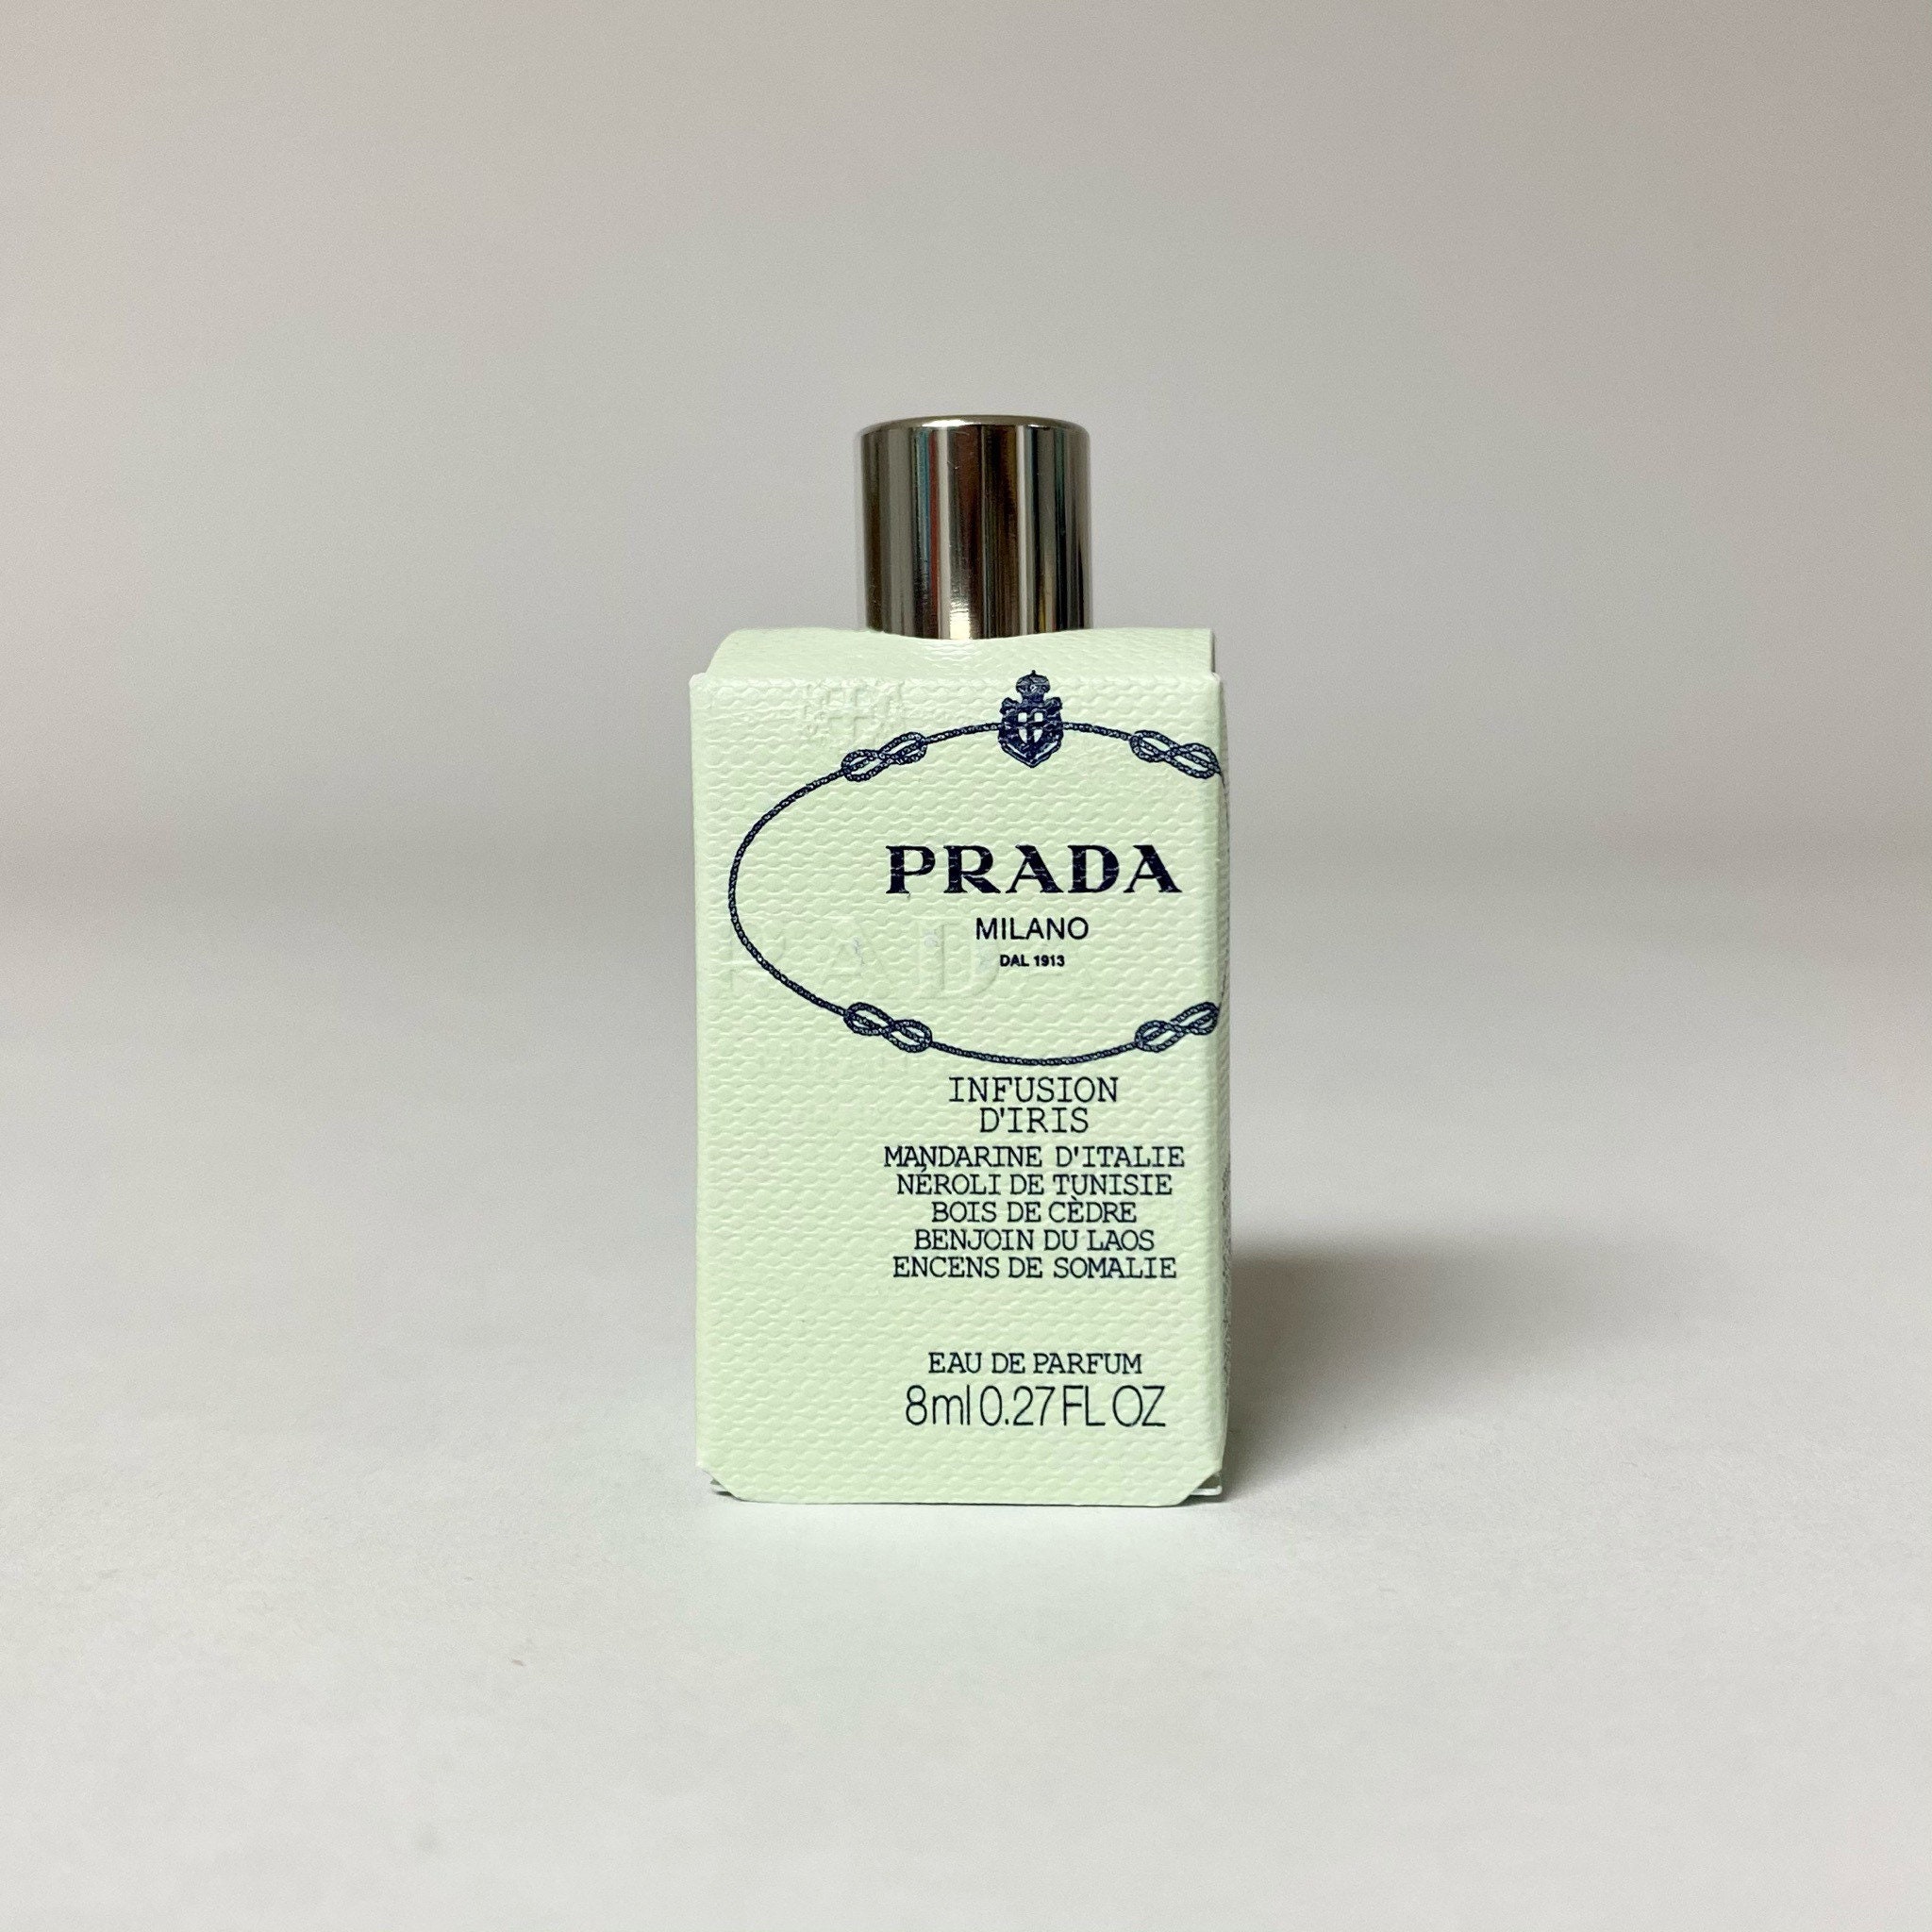 PRADA
MILANO
DAL 1913
INFUSION
D'IRIS
MANDARINE D'ITALIE
NÉROLI DE TUNISIE
BOIS DE CÈDRE
BENJOIN DU LAOS
ENCENS DE SOMALIE
EAU DE PARFUM
8ml 0.27 FL OZ